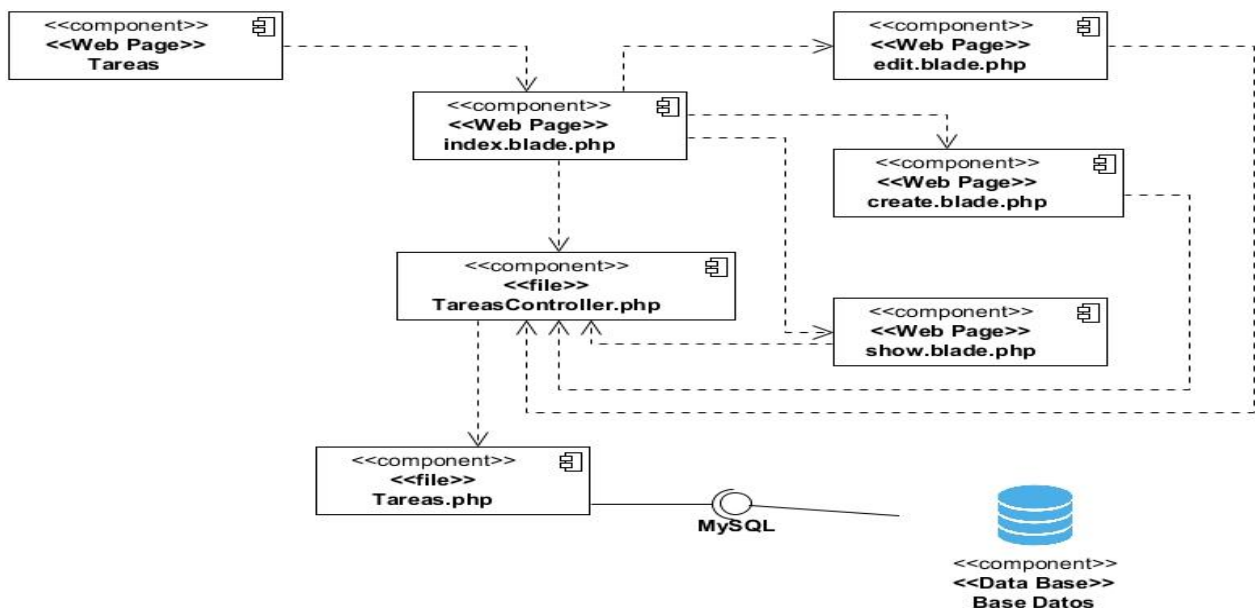 <<component>>
<<Web Page>>
Tareas
<<component>>
<<Web Page>>
edit.blade.php
<<component>>
<<Web Page>>
index.blade.php
<<component>>
<<Web Page>>
create.blade.php
<<component>>
<<file>>
TareasController.php
<<component>>
<<Web Page>>
show.blade.php
<<component>>
<<file>>
Tareas.php
MySQL
<<component>>
<<Data Base>>
Base Datos